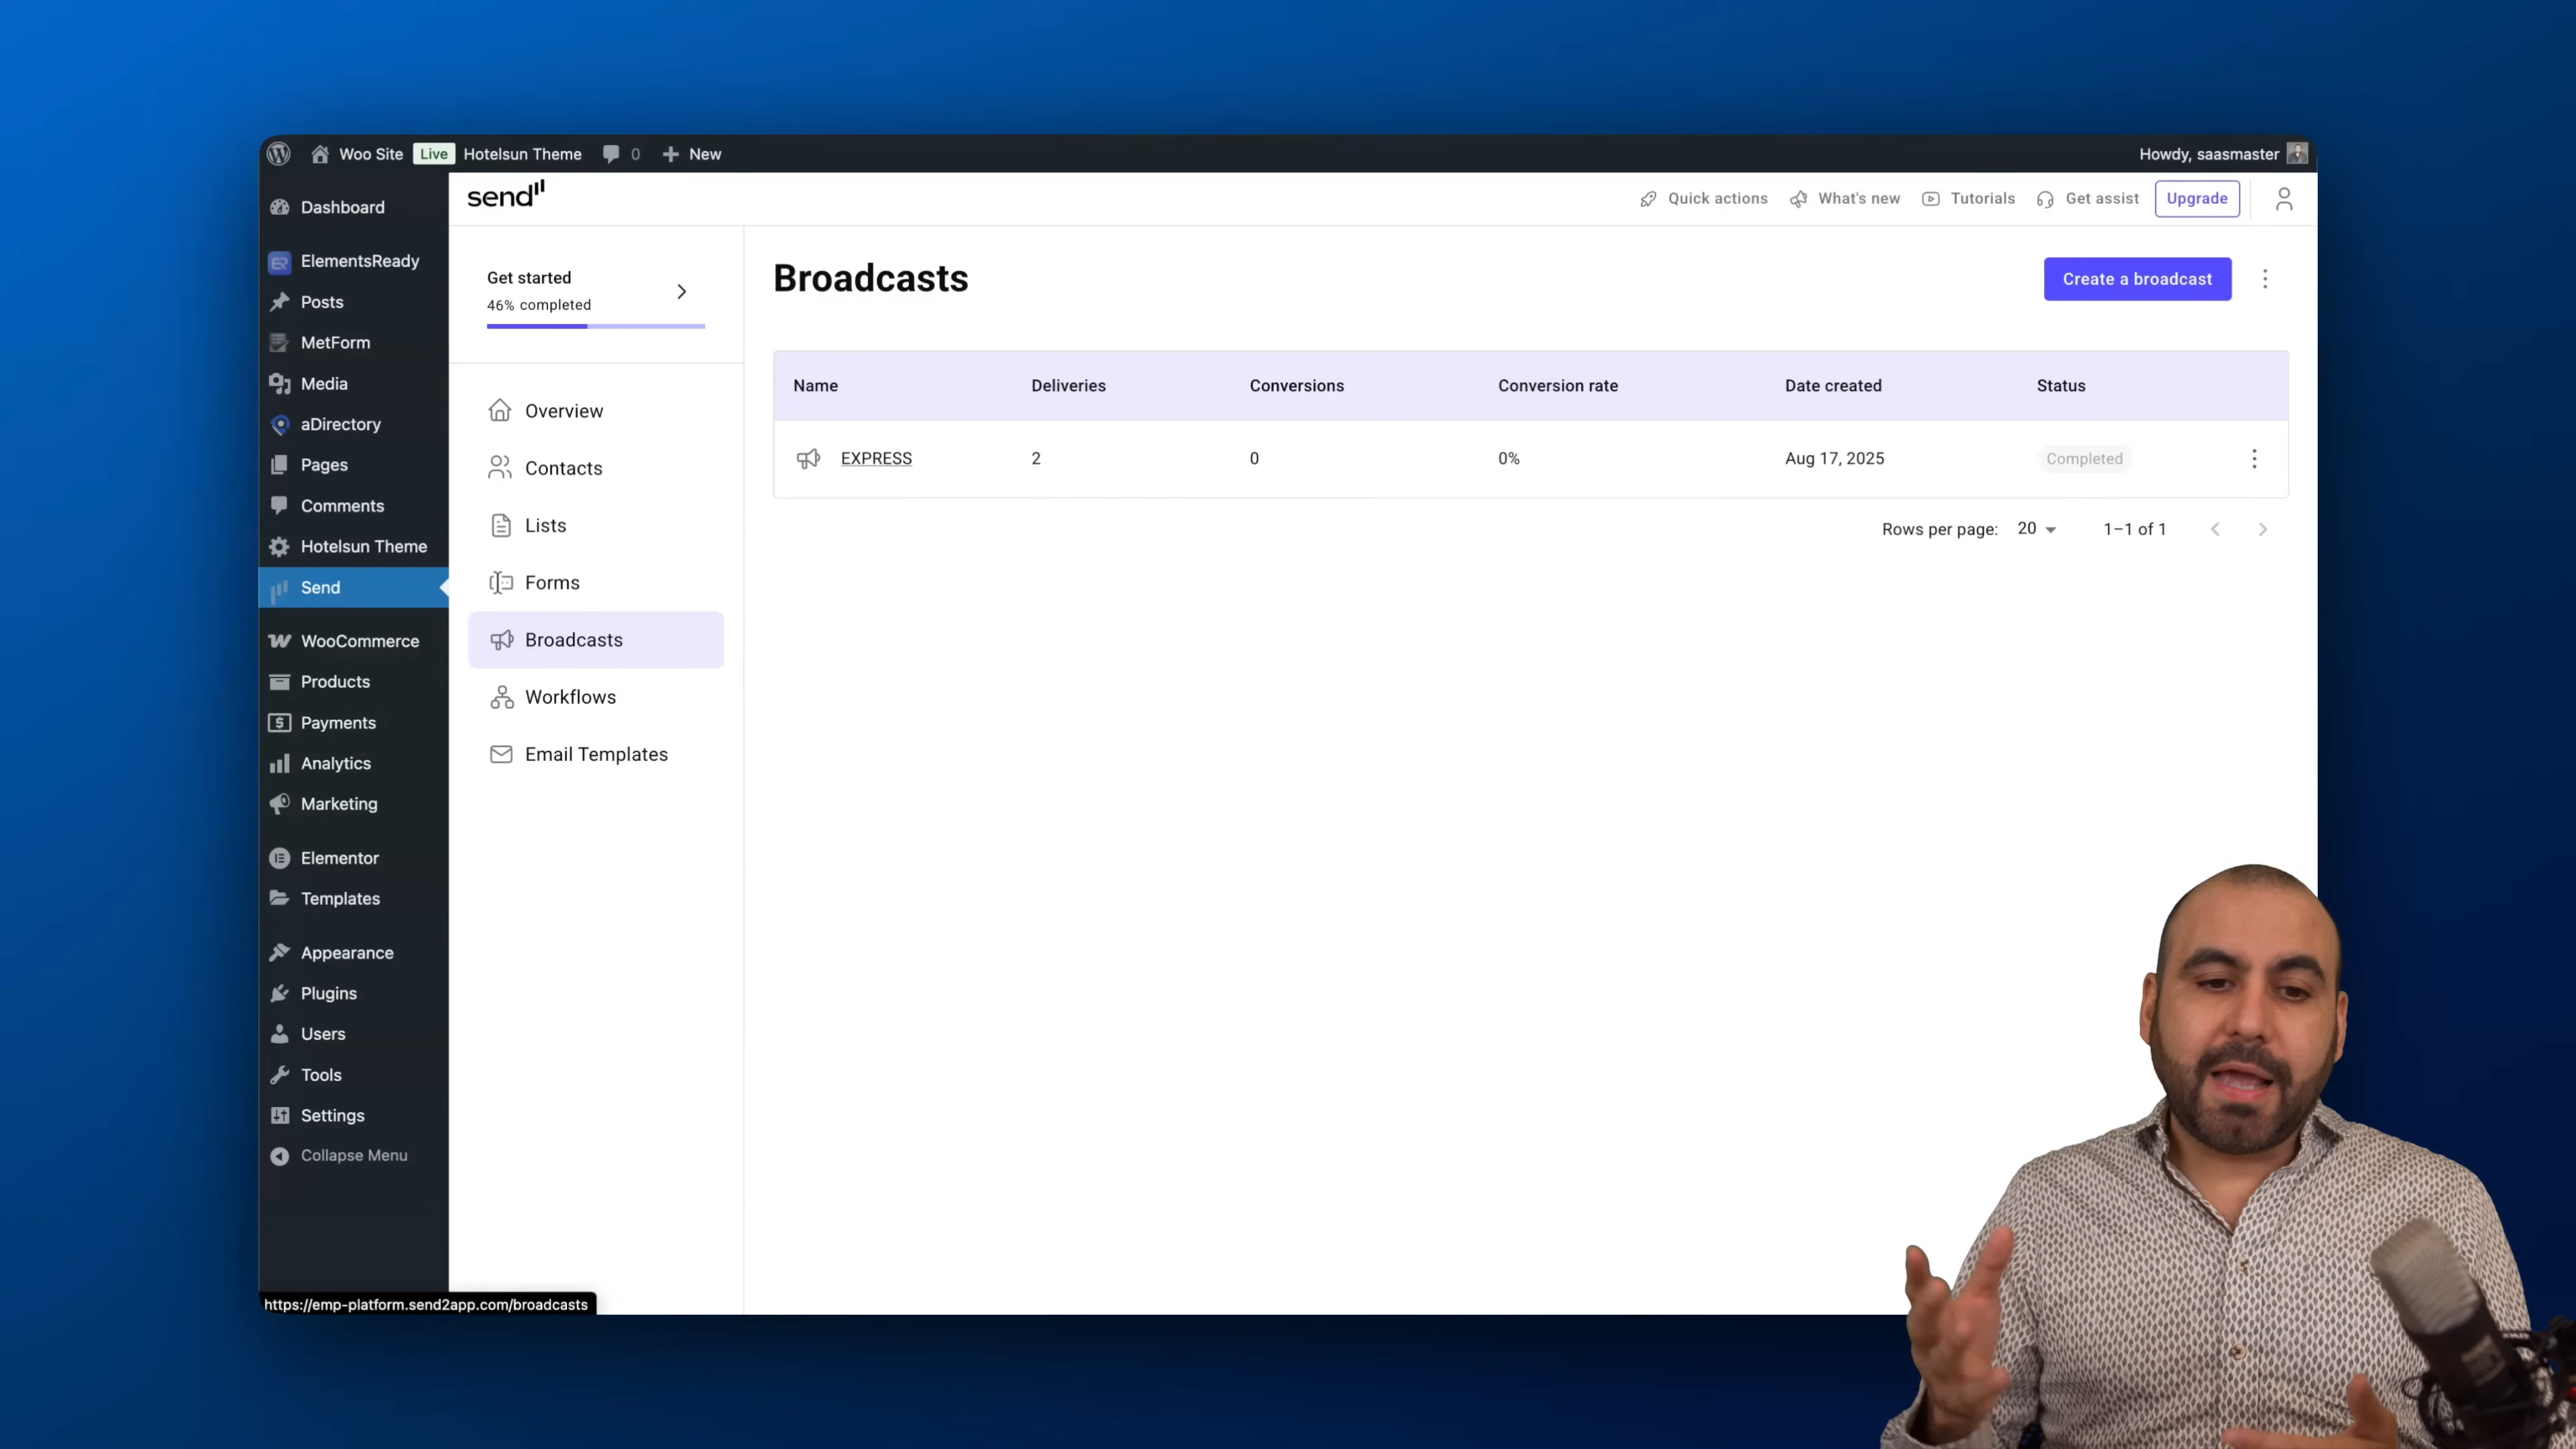 Woo Site Live Hotelsun Theme 0 New Howdy, saasmaster
send
Quick actions What's new Tutorials Get assist Upgrade
Dashboard
ElementsReady
Posts
MetForm
Media
aDirectory
Pages
Comments
Hotelsun Theme
Send
WooCommerce
Products
Payments
Analytics
Marketing
Elementor
Templates
Appearance
Plugins
Users
Tools
Settings
Collapse Menu
Get started
46% completed
Overview
Contacts
Lists
Forms
Broadcasts
Workflows
Email Templates
Broadcasts
Create a broadcast
Name Deliveries Conversions Conversion rate Date created Status
EXPRESS 2 0 0% Aug 17, 2025 Completed
Rows per page: 20 1–1 of 1
https://emp-platform.send2app.com/broadcasts